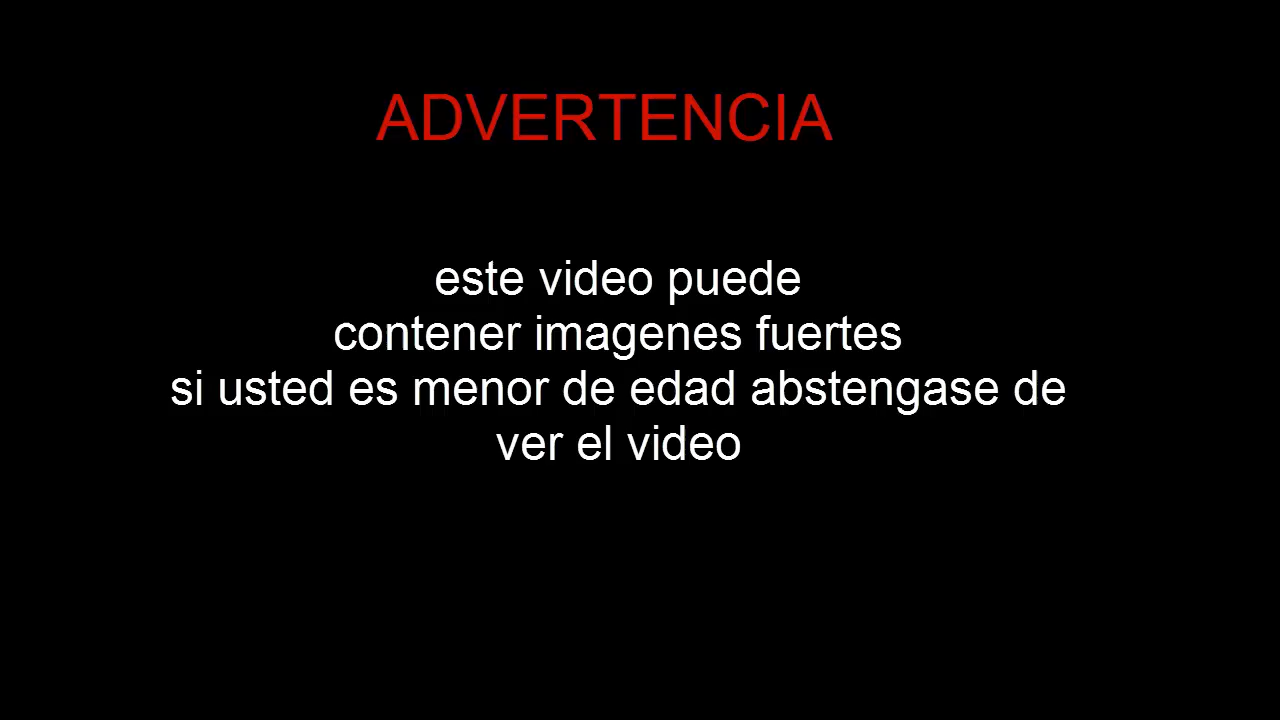 ADVERTENCIA
este video puede
contener imagenes fuertes
si usted es menor de edad abstengase de
ver el video